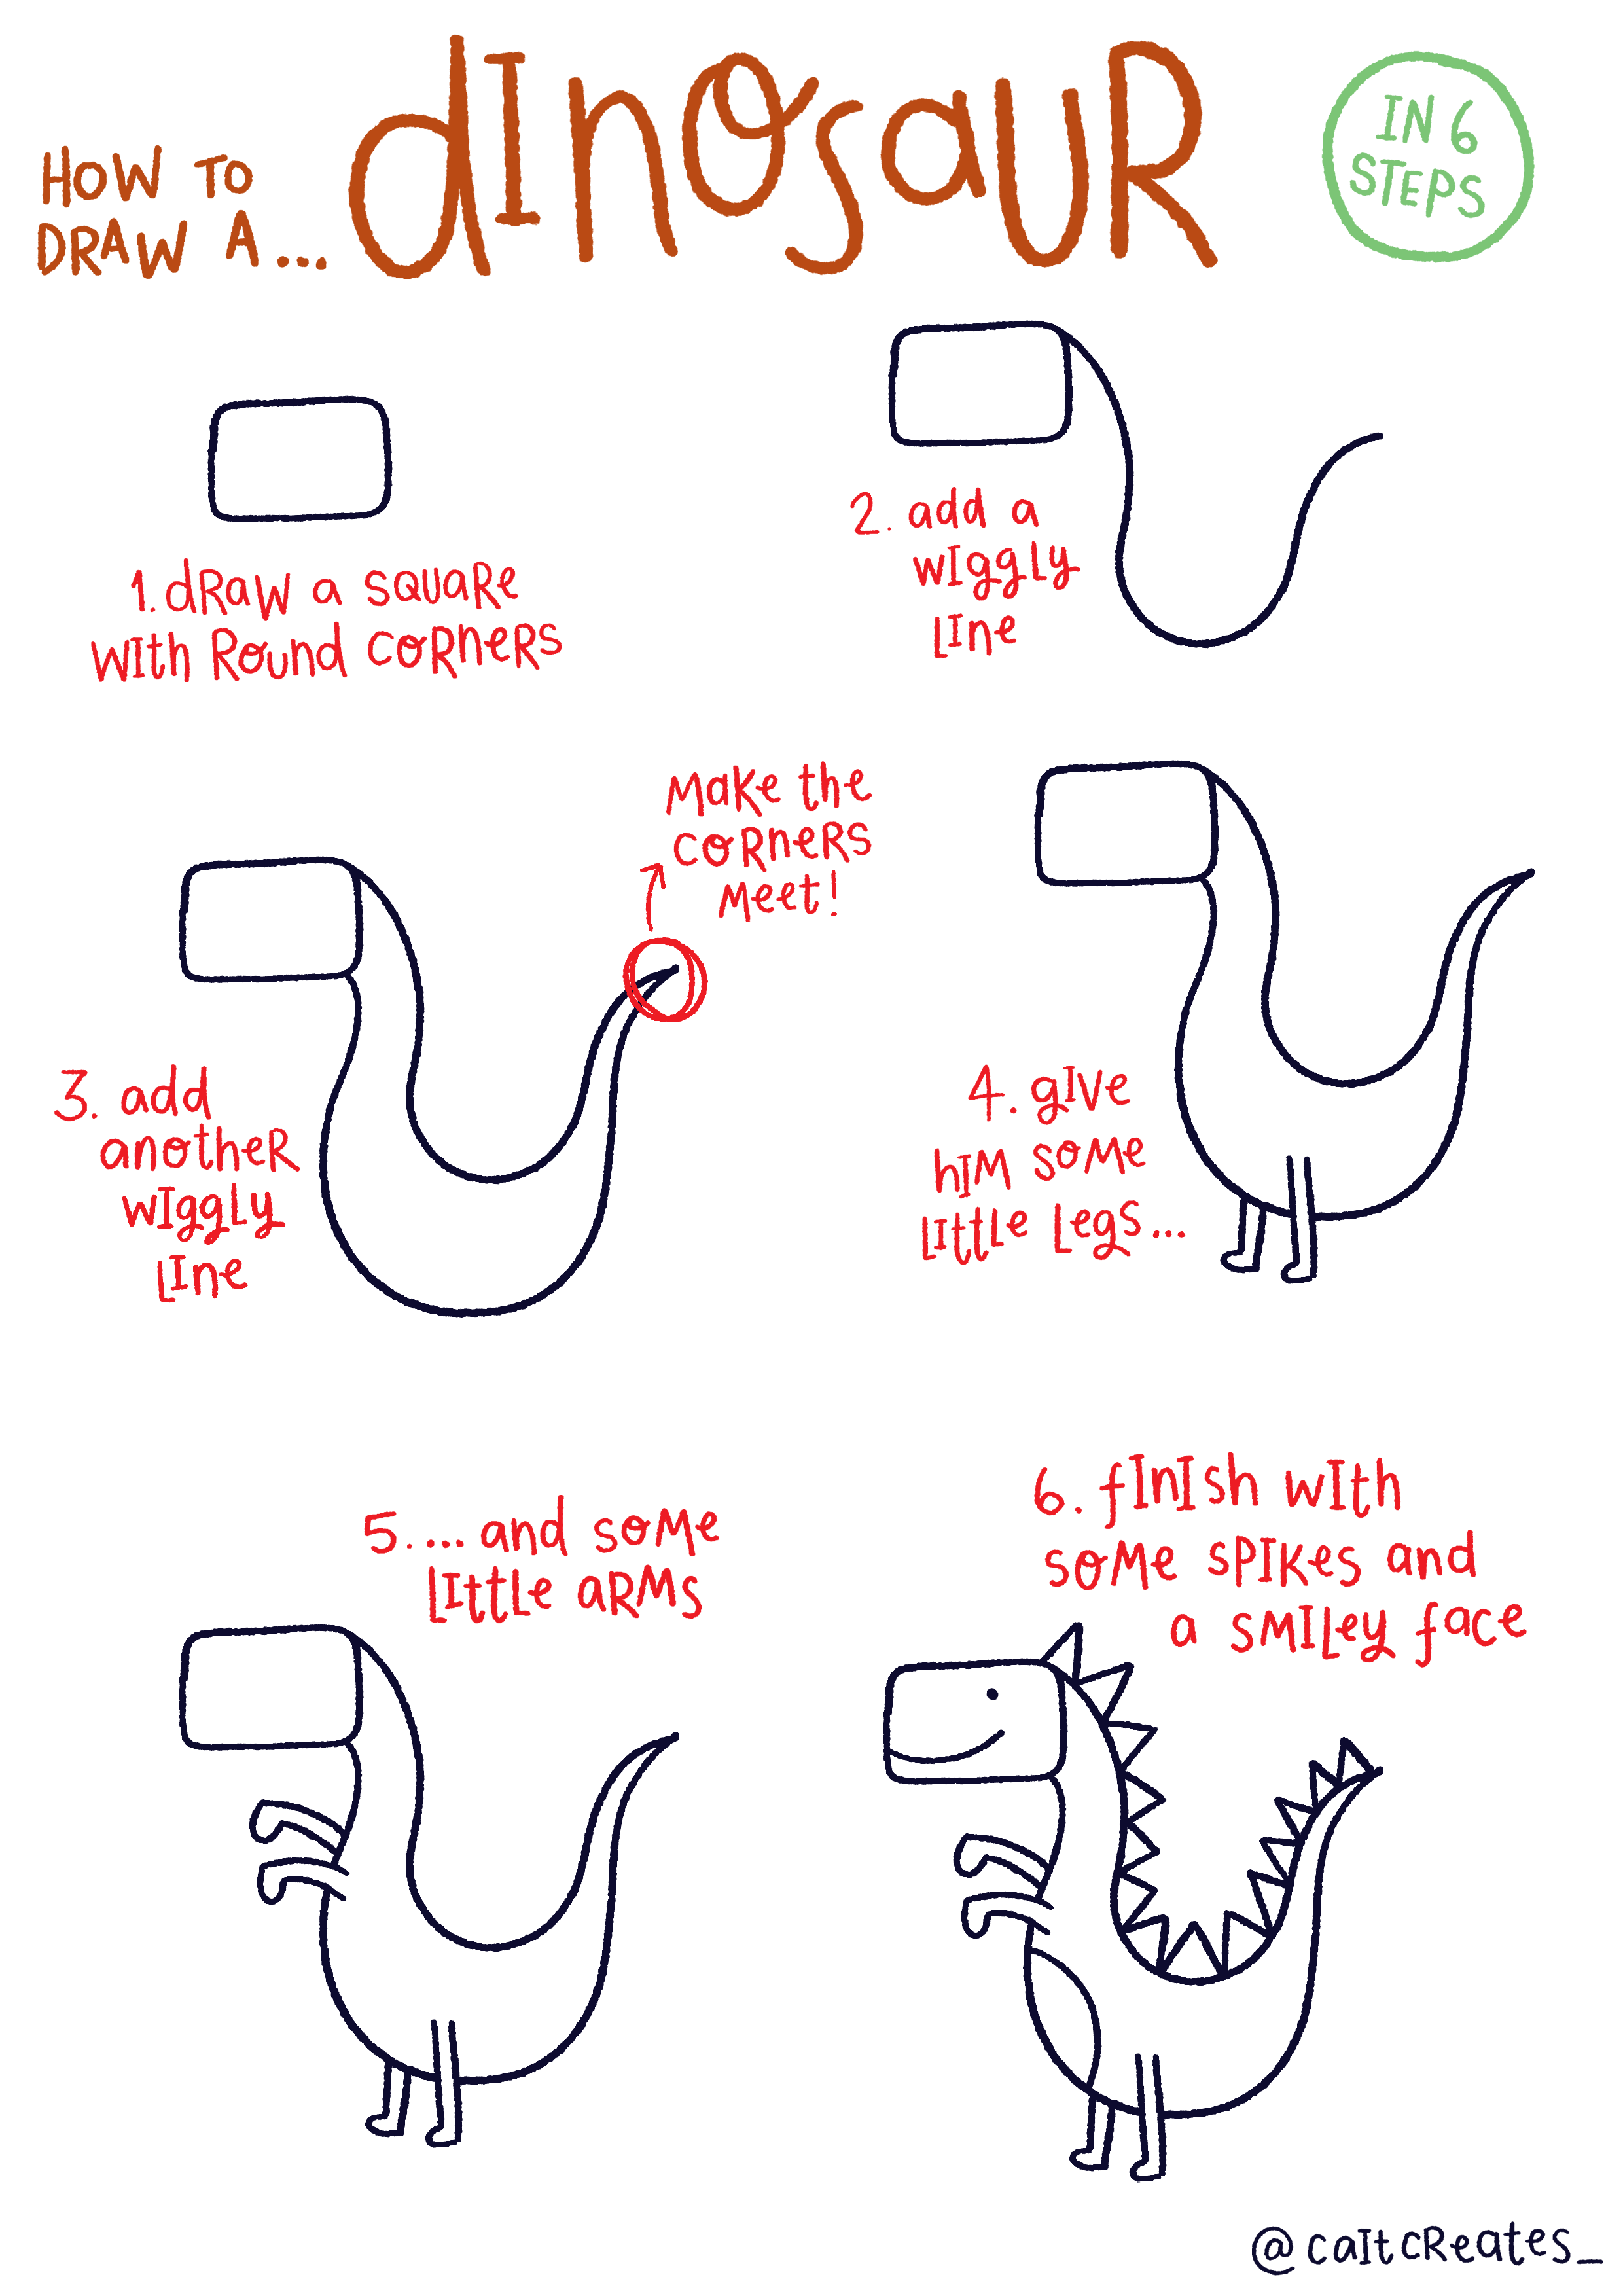 HOW TO
DRAW A...
dINOSAUR
IN 6
STEPS
1. dRAW a SQUARE
WITH ROUND CORNERS
2. add a
WIggLy
LINe
Make the
CORNERS
Meet!
3. add
anotheR
WIggLy
LINe
4. gIVe
hIM SOMe
LIttLe Legs...
5. ... and SOMe
LIttLe aRMS
6. fINISh WITh
SOMe SPIKes and
a SMILey face
@caItcReates_